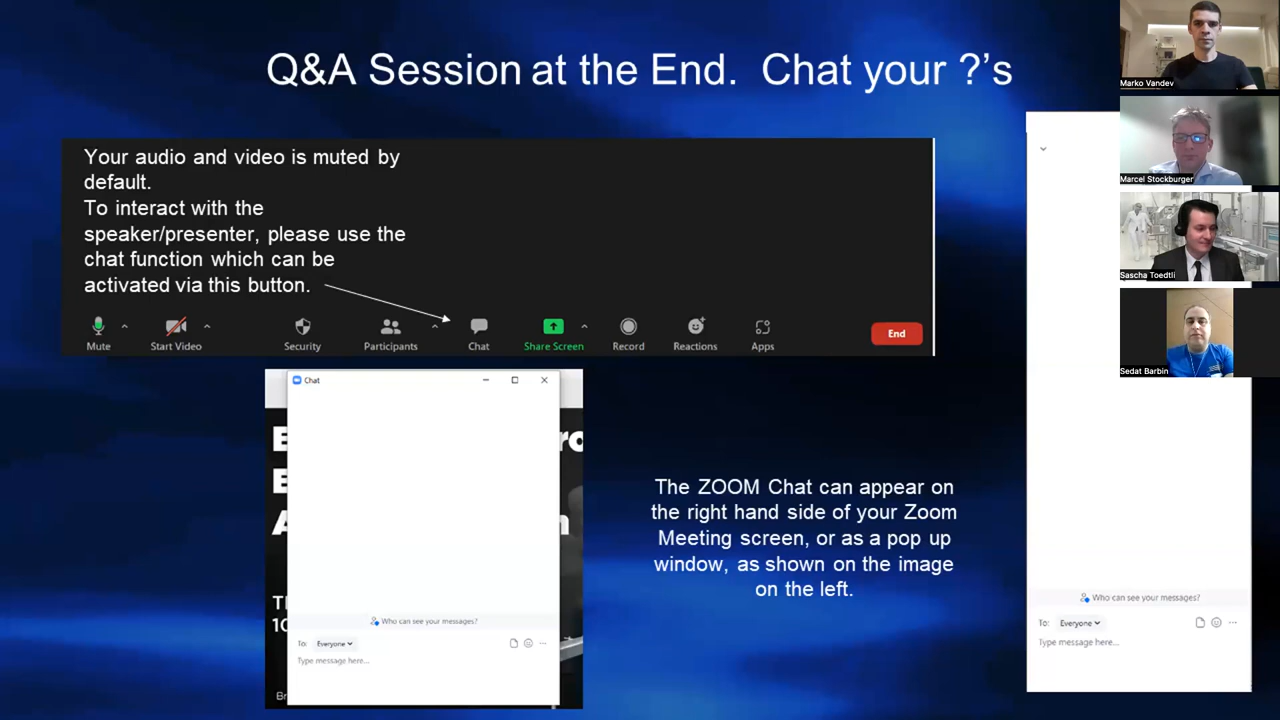 Q&A Session at the End.  Chat your ?’s
Your audio and video is muted by
default.
To interact with the
speaker/presenter, please use the
chat function which can be
activated via this button.
Mute
Start Video
Security
Participants
Chat
Share Screen
Record
Reactions
Apps
End
Chat
Who can see your messages?
To: Everyone
Type message here...
The ZOOM Chat can appear on
the right hand side of your Zoom
Meeting screen, or as a pop up
window, as shown on the image
on the left.
Who can see your messages?
To: Everyone
Type message here...
Marko Vandev
Marcel Stockburger
Sascha Toedtli
Sedat Barbin